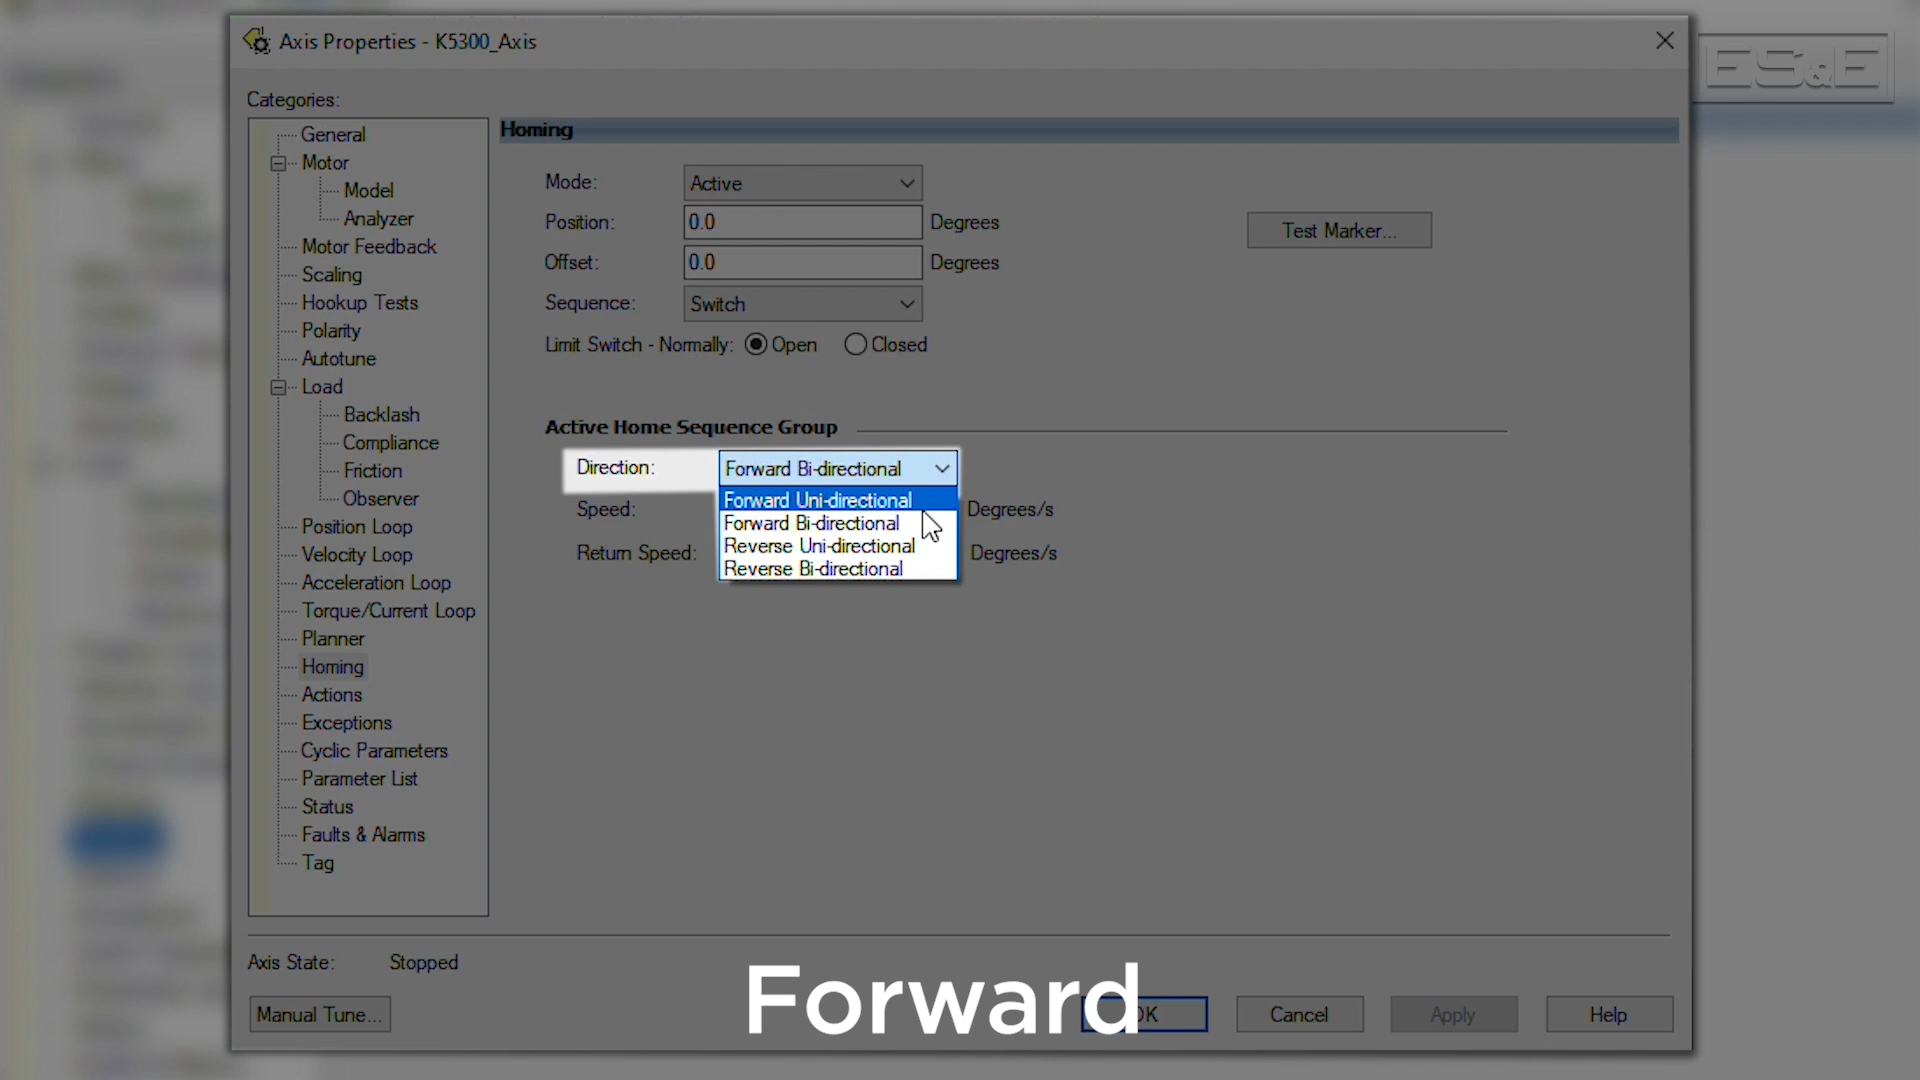 Axis Properties - K5300_Axis
ES&E
Categories:
General
Motor
Model
Analyzer
Motor Feedback
Scaling
Hookup Tests
Polarity
Autotune
Load
Backlash
Compliance
Friction
Observer
Position Loop
Velocity Loop
Acceleration Loop
Torque/Current Loop
Planner
Homing
Actions
Exceptions
Cyclic Parameters
Parameter List
Status
Faults & Alarms
Tag
Homing
Mode: Active
Position: 0.0 Degrees
Test Marker...
Offset: 0.0 Degrees
Sequence: Switch
Limit Switch - Normally: Open Closed
Active Home Sequence Group
Direction: Forward Bi-directional
Forward Uni-directional
Forward Bi-directional
Reverse Uni-directional
Reverse Bi-directional
Speed: Degrees/s
Return Speed: Degrees/s
Axis State: Stopped
Manual Tune...
Forward
Cancel
Apply
Help